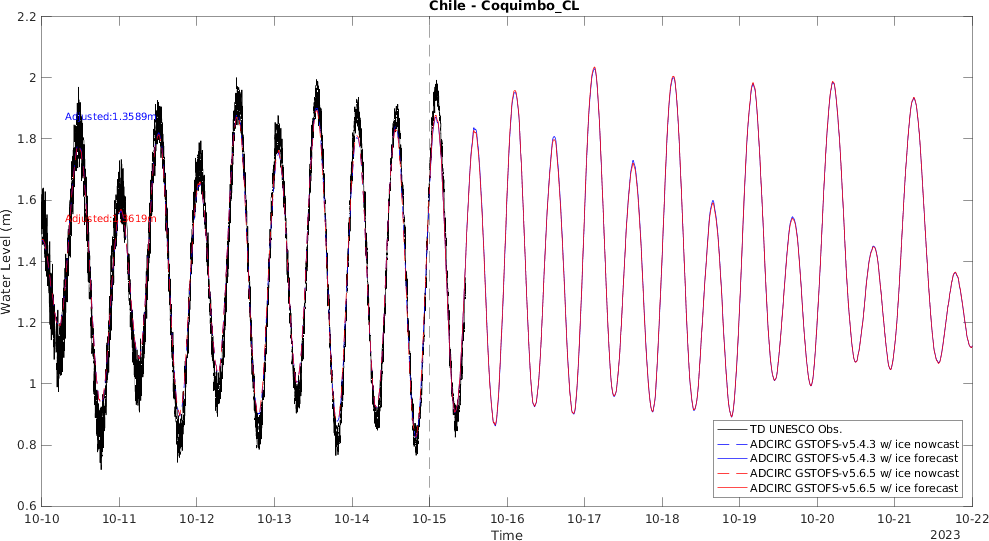 Chile - Coquimbo_CL
2.2
2
1.8
1.6
1.4
1.2
1
0.8
0.6
Water Level (m)
Adjusted:1.3589m
Adjusted: 3619m
TD UNESCO Obs.
ADCIRC GSTOFS-v5.4.3 w/ ice nowcast
ADCIRC GSTOFS-v5.4.3 w/ ice forecast
ADCIRC GSTOFS-v5.6.5 w/ ice nowcast
ADCIRC GSTOFS-v5.6.5 w/ ice forecast
10-10 10-11 10-12 10-13 10-14 10-15 10-16 10-17 10-18 10-19 10-20 10-21 10-22
Time
2023